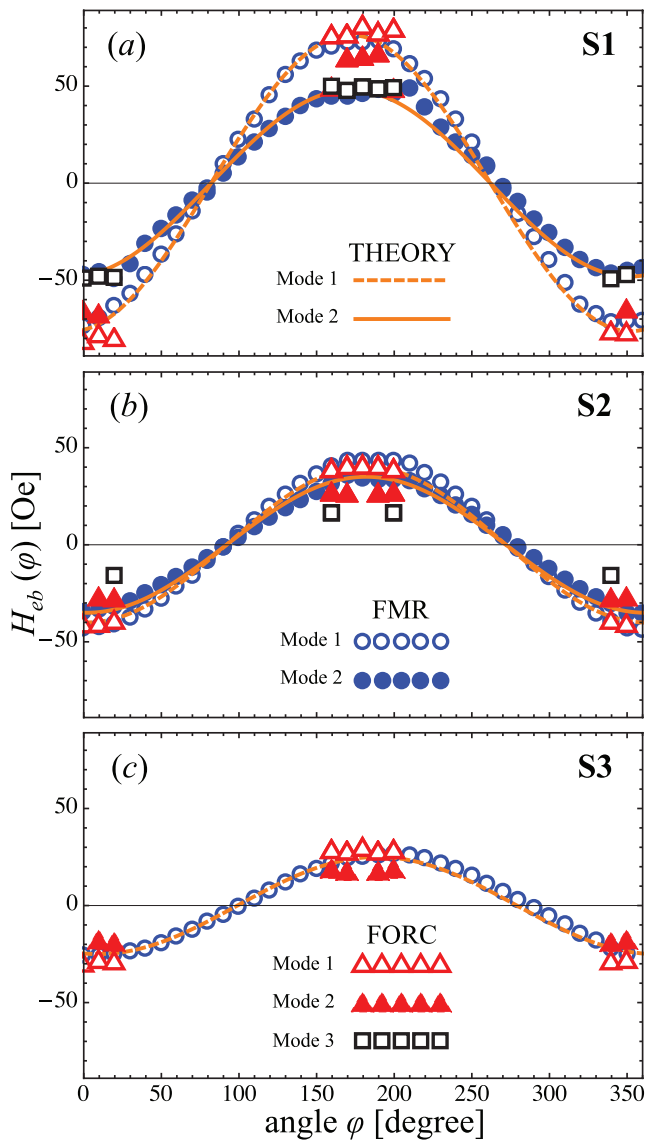 (a) S1
50
0
−50
THEORY
Mode 1
Mode 2
(b) S2
50
0
−50
H_eb (φ) [Oe]
FMR
Mode 1
Mode 2
(c) S3
50
0
−50
FORC
Mode 1
Mode 2
Mode 3
0 50 100 150 200 250 300 350
angle φ [degree]